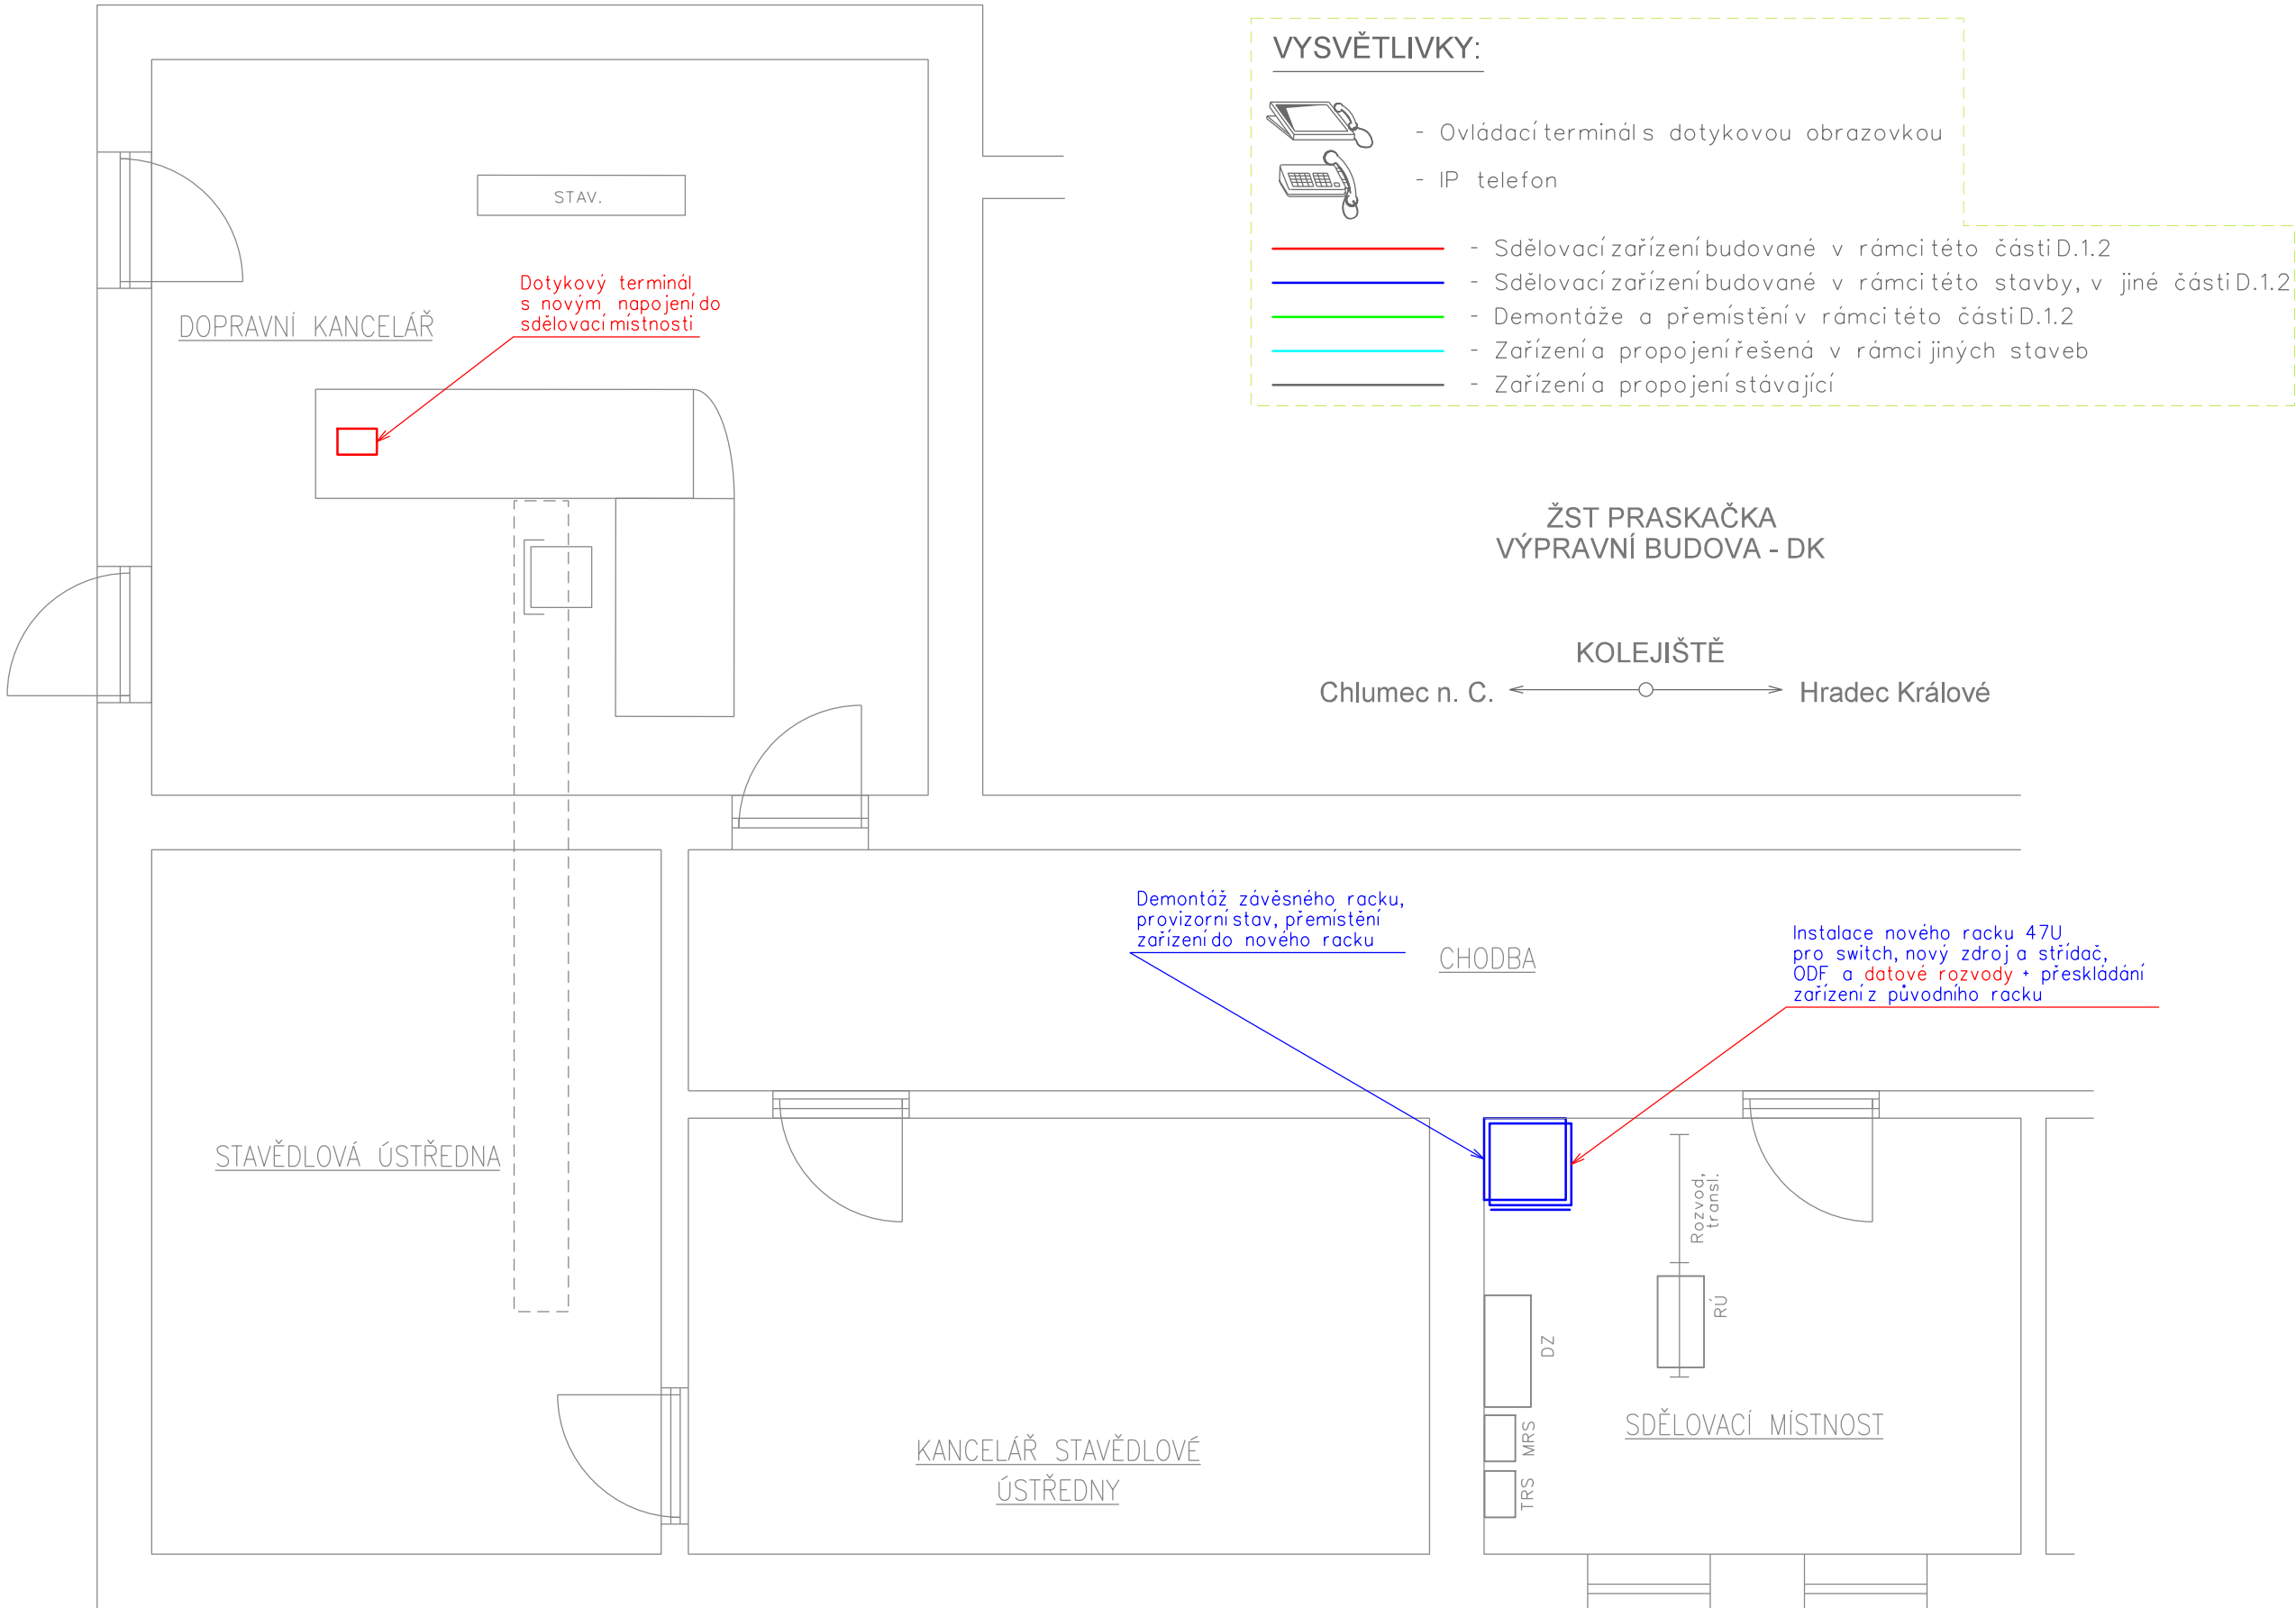 VYSVĚTLIVKY:
- Ovládací terminál s dotykovou obrazovkou
- IP telefon
- Sdělovací zařízení budované v rámci této části D.1.2
- Sdělovací zařízení budované v rámci této stavby, v jiné části D.1.2
- Demontáže a přemístění v rámci této části D.1.2
- Zařízení a propojení řešená v rámci jiných staveb
- Zařízení a propojení stávající
STAV.
Dotykový terminál
s novým napojení do
sdělovací místnosti
DOPRAVNÍ KANCELÁŘ
ŽST PRASKAČKA
VÝPRAVNÍ BUDOVA - DK
KOLEJIŠTĚ
Chlumec n. C.
Hradec Králové
Demontáž závěsného racku,
provizorní stav, přemístění
zařízení do nového racku
CHODBA
Instalace nového racku 47U
pro switch, nový zdroj a střídač,
ODF a datové rozvody + přeskládání
zařízení z původního racku
STAVĚDLOVÁ ÚSTŘEDNA
Rozvod,
transl.
RÚ
DZ
MRS
TRS
SDĚLOVACÍ MÍSTNOST
KANCELÁŘ STAVĚDLOVÉ
ÚSTŘEDNY